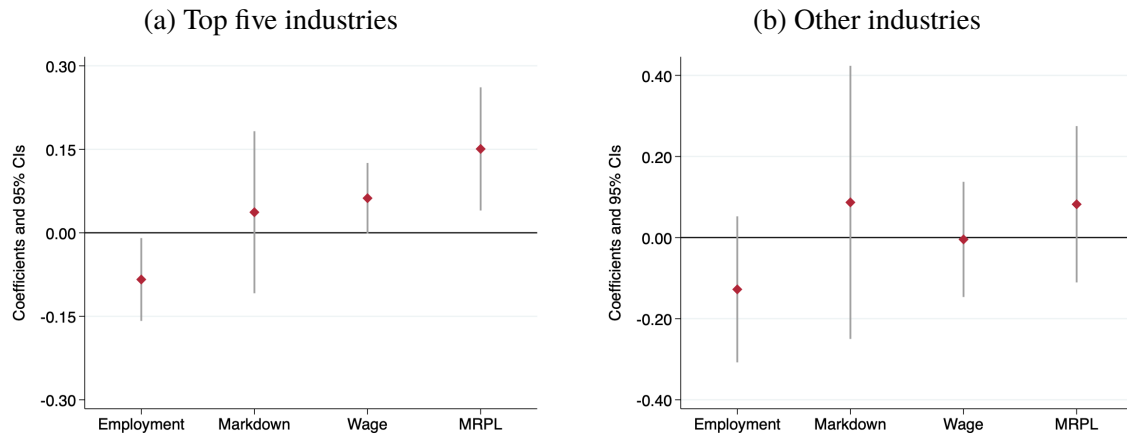 (a) Top five industries
Coefficients and 95% CIs
0.30
0.15
0.00
-0.15
-0.30
Employment Markdown Wage MRPL
(b) Other industries
Coefficients and 95% CIs
0.40
0.20
0.00
-0.20
-0.40
Employment Markdown Wage MRPL